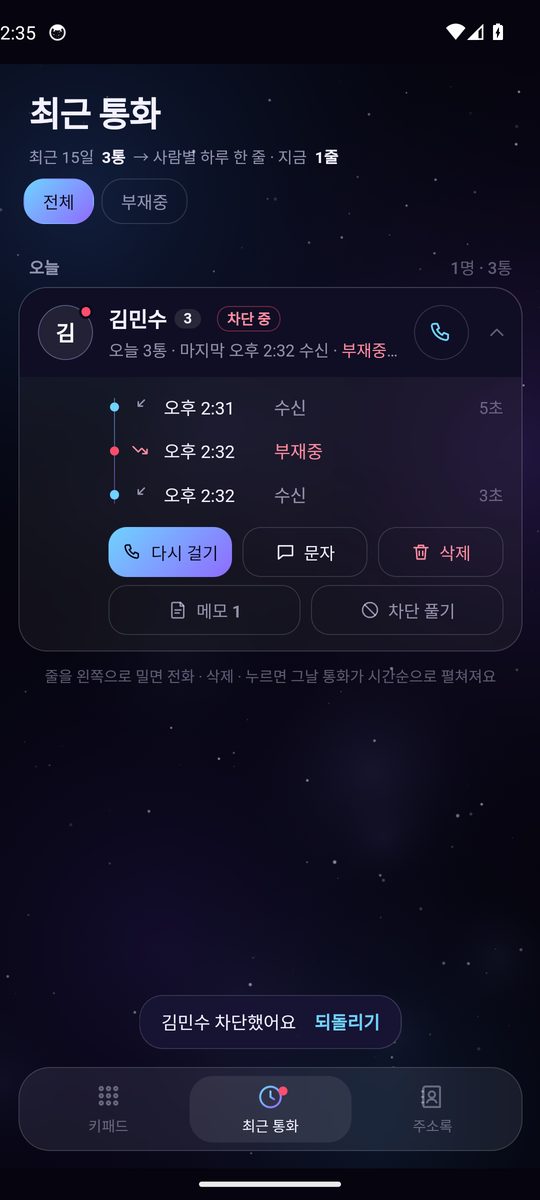 2:35
최근 통화
최근 15일 3통 → 사람별 하루 한 줄 · 지금 1줄
전체 부재중
오늘 1명 · 3통
김 김민수 3 차단 중
오늘 3통 · 마지막 오후 2:32 수신 · 부재중…
오후 2:31 수신 5초
오후 2:32 부재중
오후 2:32 수신 3초
다시 걸기 문자 삭제
메모 1 차단 풀기
줄을 왼쪽으로 밀면 전화 · 삭제 · 누르면 그날 통화가 시간순으로 펼쳐져요
김민수 차단했어요 되돌리기
키패드 최근 통화 주소록